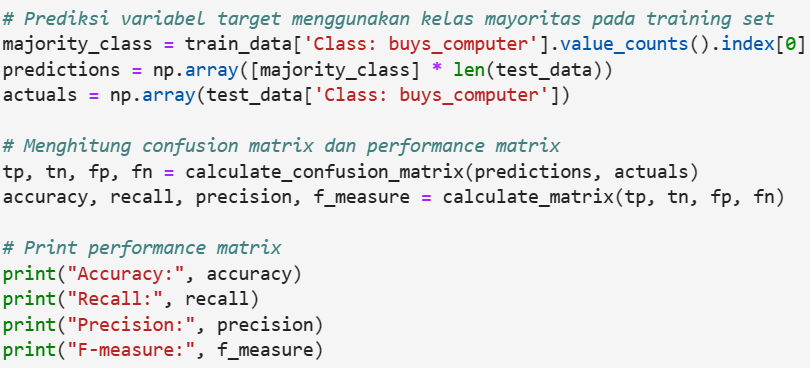 # Prediksi variabel target menggunakan kelas mayoritas pada training set
majority_class = train_data['Class: buys_computer'].value_counts().index[0]
predictions = np.array([majority_class] * len(test_data))
actuals = np.array(test_data['Class: buys_computer'])

# Menghitung confusion matrix dan performance matrix
tp, tn, fp, fn = calculate_confusion_matrix(predictions, actuals)
accuracy, recall, precision, f_measure = calculate_matrix(tp, tn, fp, fn)

# Print performance matrix
print("Accuracy:", accuracy)
print("Recall:", recall)
print("Precision:", precision)
print("F-measure:", f_measure)